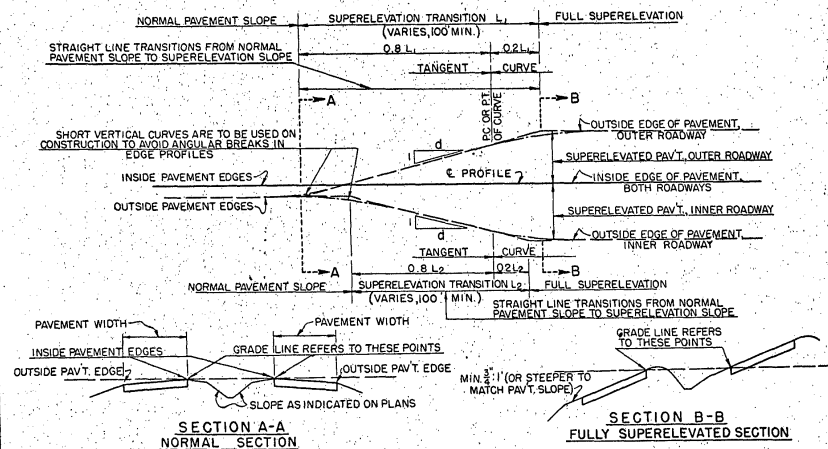 NORMAL PAVEMENT SLOPE
SUPERELEVATION TRANSITION L₁
FULL SUPERELEVATION
(VARIES, 100' MIN.)
STRAIGHT LINE TRANSITIONS FROM NORMAL
PAVEMENT SLOPE TO SUPERELEVATION SLOPE
0.8 L₁
0.2 L₁
TANGENT
CURVE
A
P.C. OR P.T.
OF CURVE
B
SHORT VERTICAL CURVES ARE TO BE USED ON
CONSTRUCTION TO AVOID ANGULAR BREAKS IN
EDGE PROFILES
d
1
OUTSIDE EDGE OF PAVEMENT,
OUTER ROADWAY
SUPERELEVATED PAV'T., OUTER ROADWAY
INSIDE PAVEMENT EDGES
℄ PROFILE
INSIDE EDGE OF PAVEMENT,
BOTH ROADWAYS
OUTSIDE PAVEMENT EDGES
SUPERELEVATED PAV'T., INNER ROADWAY
1
d
OUTSIDE EDGE OF PAVEMENT,
INNER ROADWAY
TANGENT
CURVE
A
0.8 L₂
0.2 L₂
B
NORMAL PAVEMENT SLOPE
SUPERELEVATION TRANSITION L₂
FULL SUPERELEVATION
(VARIES, 100' MIN.)
STRAIGHT LINE TRANSITIONS FROM NORMAL
PAVEMENT SLOPE TO SUPERELEVATION SLOPE
PAVEMENT WIDTH
PAVEMENT WIDTH
INSIDE PAVEMENT EDGES
GRADE LINE REFERS TO THESE POINTS
OUTSIDE PAV'T. EDGE
OUTSIDE PAV'T. EDGE
SLOPE AS INDICATED ON PLANS
SECTION A-A
NORMAL SECTION
GRADE LINE REFERS
TO THESE POINTS
MIN. : 1' (OR STEEPER TO
MATCH PAV'T. SLOPE)
SECTION B-B
FULLY SUPERELEVATED SECTION